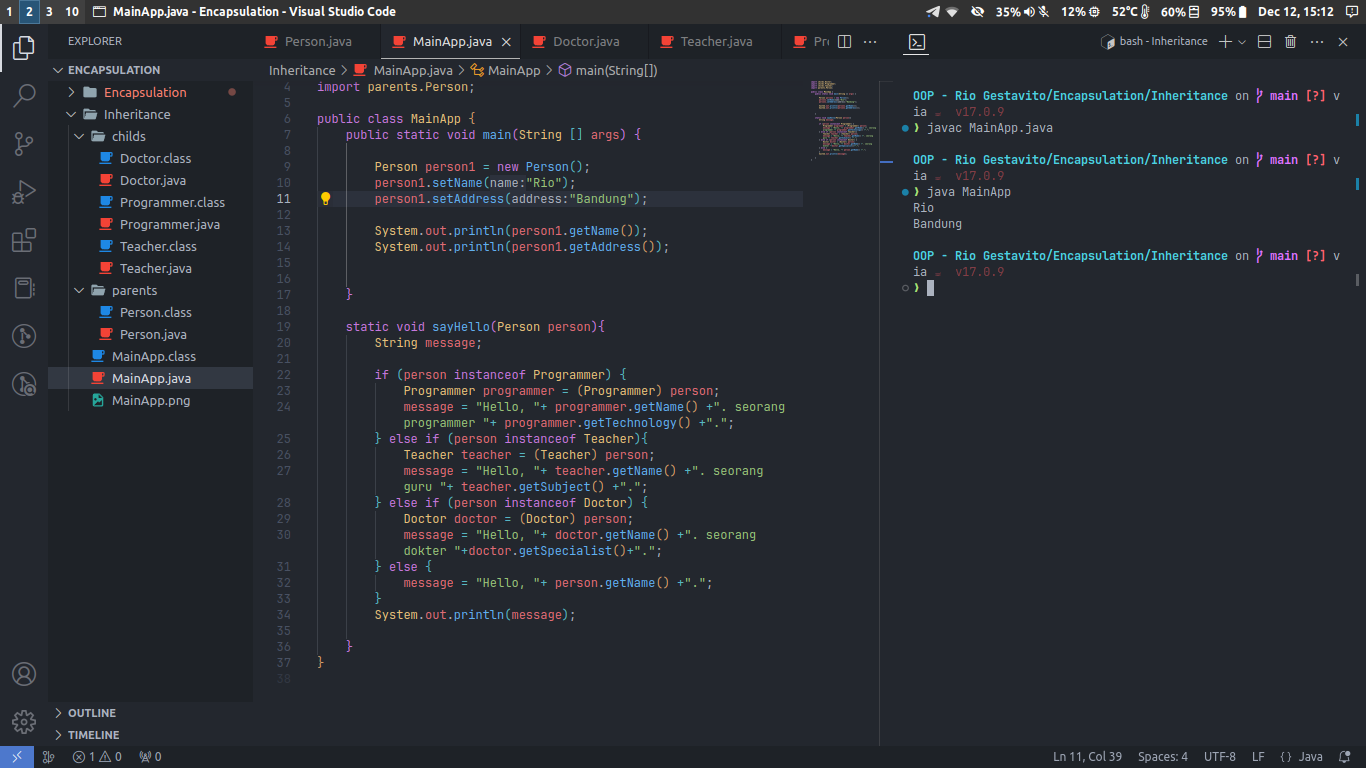 1 2 3 10 MainApp.java - Encapsulation - Visual Studio Code 35% 12% 52°C 60% 95% Dec 12, 15:12
EXPLORER
Person.java MainApp.java Doctor.java Teacher.java Pr
bash - Inheritance
ENCAPSULATION
Encapsulation
Inheritance
childs
Doctor.class
Doctor.java
Programmer.class
Programmer.java
Teacher.class
Teacher.java
parents
Person.class
Person.java
MainApp.class
MainApp.java
MainApp.png
OUTLINE
TIMELINE
Inheritance > MainApp.java > MainApp > main(String[])
4 import parents.Person;
5
6 public class MainApp {
7 public static void main(String [] args) {
8
9 Person person1 = new Person();
10 person1.setName(name:"Rio");
11 person1.setAddress(address:"Bandung");
12
13 System.out.println(person1.getName());
14 System.out.println(person1.getAddress());
15
16
17 }
18
19 static void sayHello(Person person){
20 String message;
21
22 if (person instanceof Programmer) {
23 Programmer programmer = (Programmer) person;
24 message = "Hello, "+ programmer.getName() +". seorang
programmer "+ programmer.getTechnology() +".";
25 } else if (person instanceof Teacher){
26 Teacher teacher = (Teacher) person;
27 message = "Hello, "+ teacher.getName() +". seorang
guru "+ teacher.getSubject() +".";
28 } else if (person instanceof Doctor) {
29 Doctor doctor = (Doctor) person;
30 message = "Hello, "+ doctor.getName() +". seorang
dokter "+doctor.getSpecialist()+".";
31 } else {
32 message = "Hello, "+ person.getName() +".";
33 }
34 System.out.println(message);
35
36 }
37 }
38
OOP - Rio Gestavito/Encapsulation/Inheritance on main [?] v
ia v17.0.9
❯ javac MainApp.java
OOP - Rio Gestavito/Encapsulation/Inheritance on main [?] v
ia v17.0.9
❯ java MainApp
Rio
Bandung
OOP - Rio Gestavito/Encapsulation/Inheritance on main [?] v
ia v17.0.9
❯
1 0 0 Ln 11, Col 39 Spaces: 4 UTF-8 LF {} Java